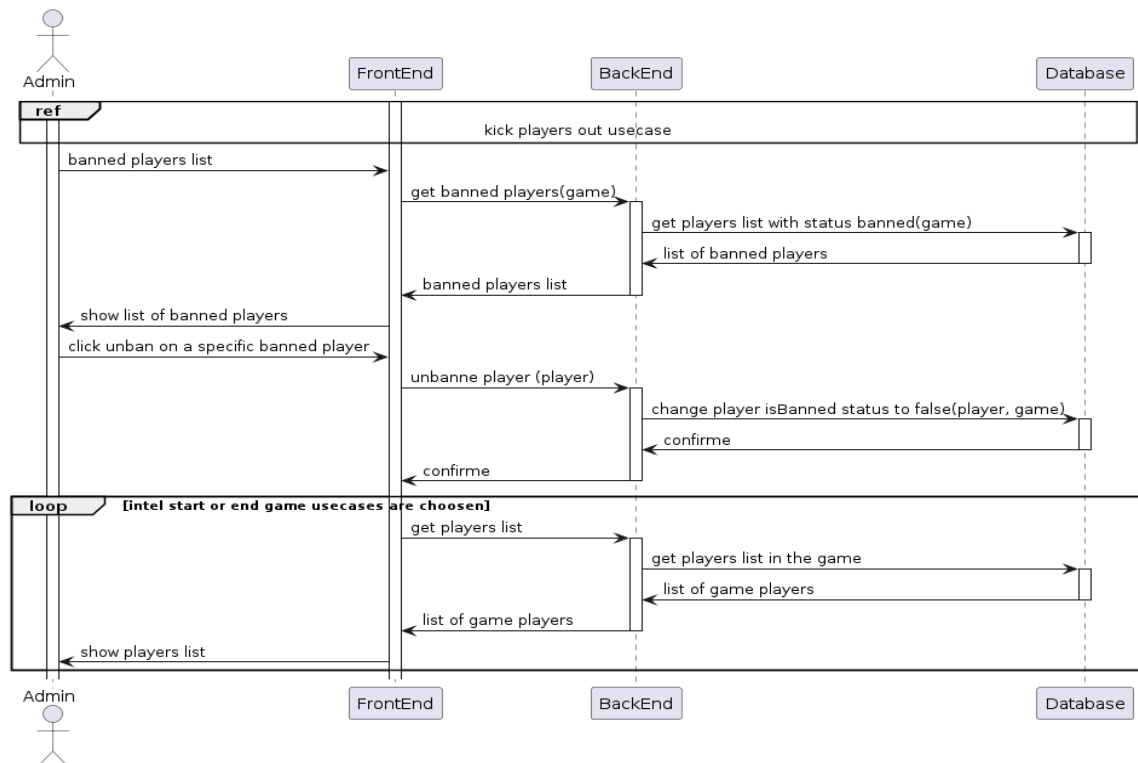 Admin
FrontEnd
BackEnd
Database
ref
kick players out usecase
banned players list
get banned players(game)
get players list with status banned(game)
list of banned players
banned players list
show list of banned players
click unban on a specific banned player
unbanne player (player)
change player isBanned status to false(player, game)
confirme
confirme
loop [intel start or end game usecases are choosen]
get players list
get players list in the game
list of game players
list of game players
show players list
Admin
FrontEnd
BackEnd
Database